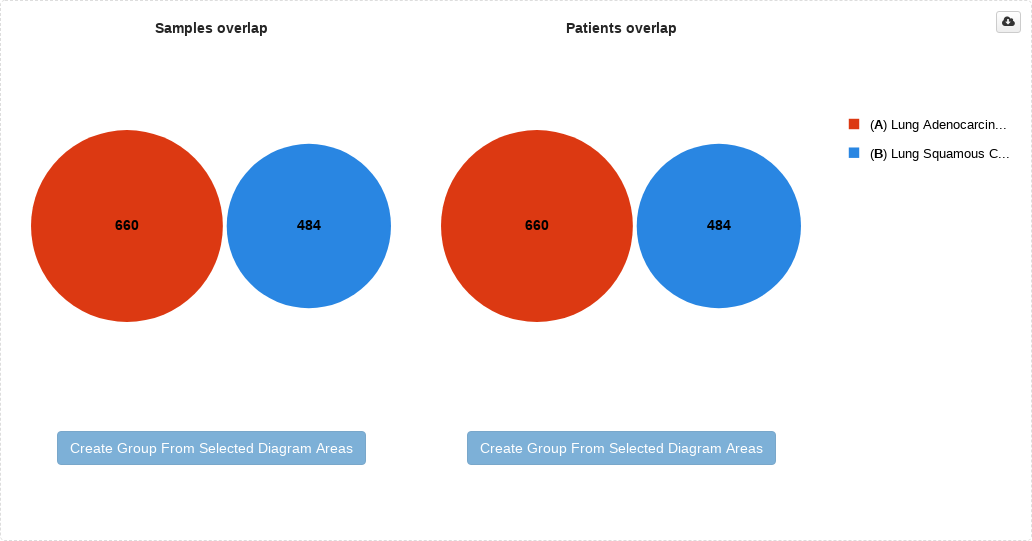 Samples overlap
Patients overlap
(A) Lung Adenocarcin...
(B) Lung Squamous C...
660
484
660
484
Create Group From Selected Diagram Areas
Create Group From Selected Diagram Areas